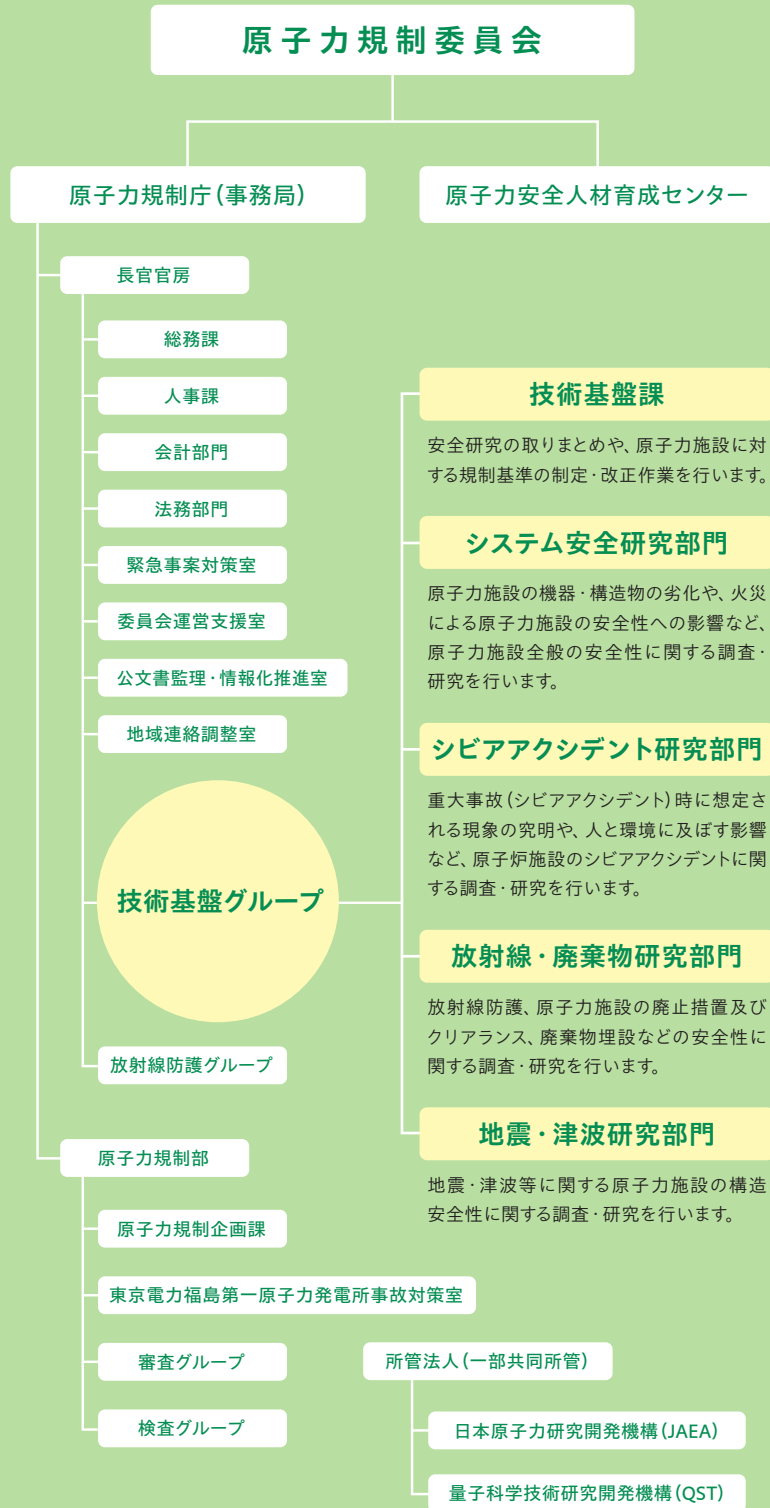 原子力規制委員会
原子力規制庁(事務局)
原子力安全人材育成センター
長官官房
総務課
人事課
会計部門
法務部門
緊急事案対策室
委員会運営支援室
公文書監理・情報化推進室
地域連絡調整室
技術基盤グループ
放射線防護グループ
技術基盤課
安全研究の取りまとめや、原子力施設に対
する規制基準の制定・改正作業を行います。
システム安全研究部門
原子力施設の機器・構造物の劣化や、火災
による原子力施設の安全性への影響など、
原子力施設全般の安全性に関する調査・
研究を行います。
シビアアクシデント研究部門
重大事故(シビアアクシデント)時に想定さ
れる現象の究明や、人と環境に及ぼす影響
など、原子炉施設のシビアアクシデントに関
する調査・研究を行います。
放射線・廃棄物研究部門
放射線防護、原子力施設の廃止措置及び
クリアランス、廃棄物埋設などの安全性に
関する調査・研究を行います。
地震・津波研究部門
地震・津波等に関する原子力施設の構造
安全性に関する調査・研究を行います。
原子力規制部
原子力規制企画課
東京電力福島第一原子力発電所事故対策室
審査グループ
検査グループ
所管法人(一部共同所管)
日本原子力研究開発機構(JAEA)
量子科学技術研究開発機構(QST)